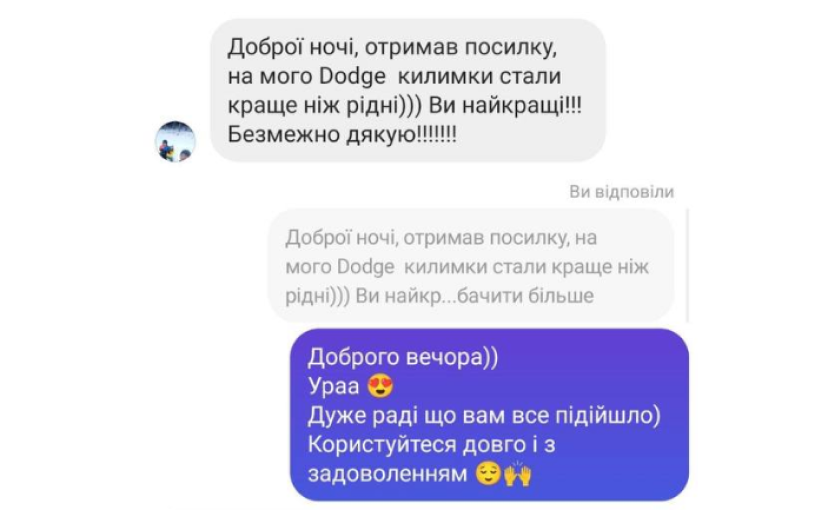 Доброї ночі, отримав посилку,
на мого Dodge  килимки стали
краще ніж рідні))) Ви найкращі!!!
Безмежно дякую!!!!!!!
Ви відповіли
Доброї ночі, отримав посилку, на
мого Dodge  килимки стали краще ніж
рідні))) Ви найкр...бачити більше
Доброго вечора))
Ураа 😍
Дуже раді що вам все підійшло)
Користуйтеся довго і з
задоволенням 😌🙌